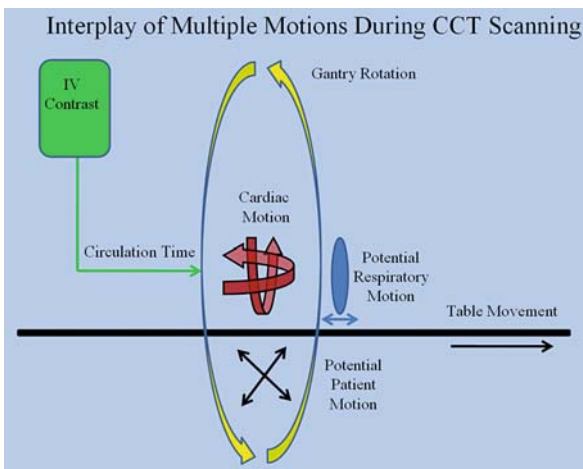 Interplay of Multiple Motions During CCT Scanning
IV
Contrast
Gantry Rotation
Cardiac
Motion
Circulation Time
Potential
Respiratory
Motion
Table Movement
Potential
Patient
Motion